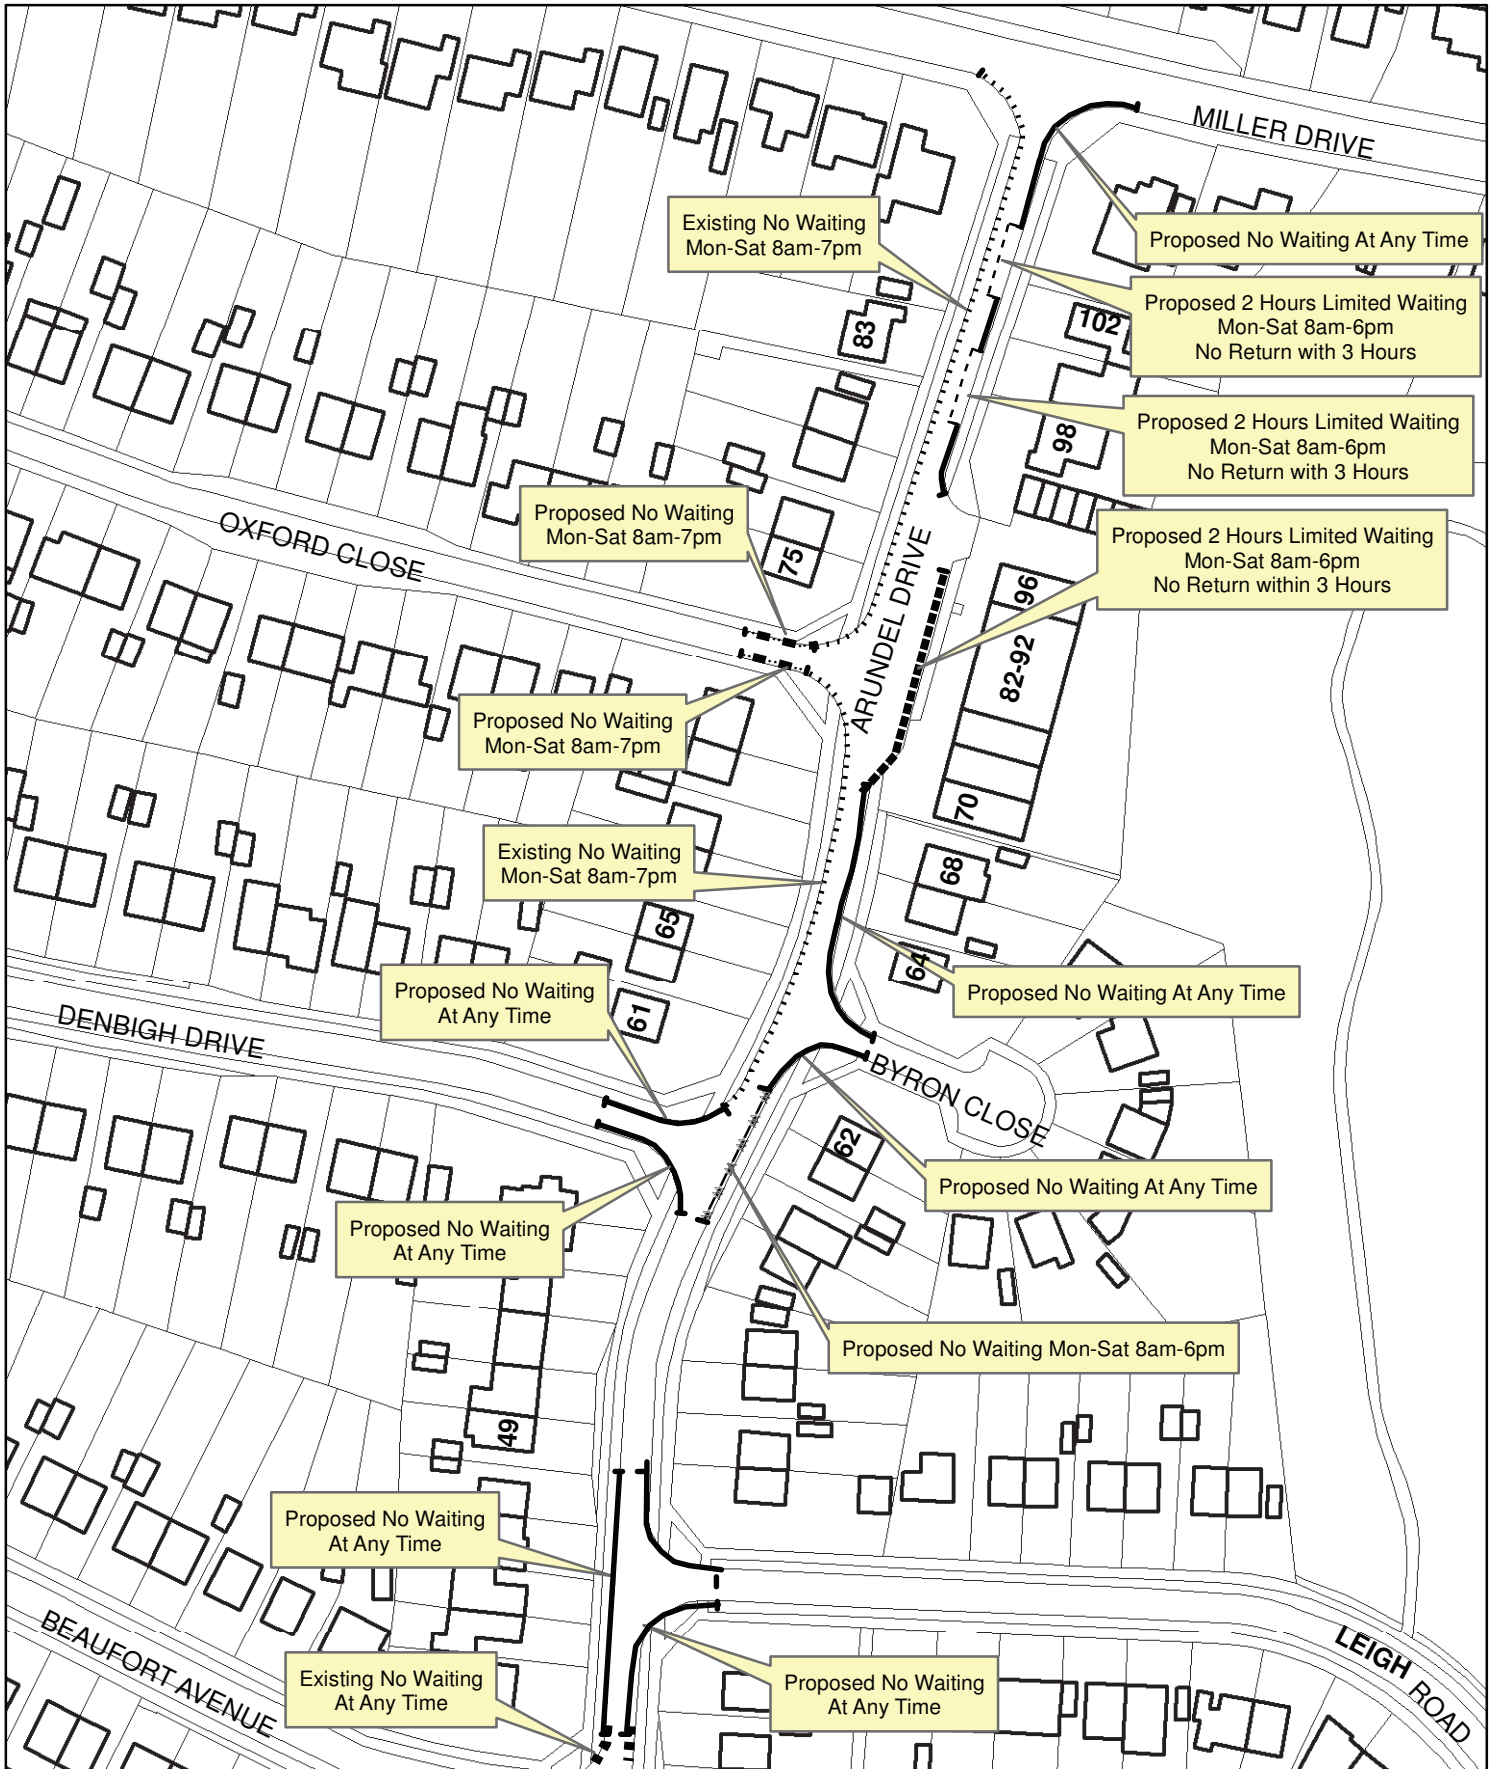 MILLER DRIVE
Existing No Waiting
Mon-Sat 8am-7pm
Proposed No Waiting At Any Time
Proposed 2 Hours Limited Waiting
Mon-Sat 8am-6pm
No Return with 3 Hours
83
102
Proposed 2 Hours Limited Waiting
Mon-Sat 8am-6pm
No Return with 3 Hours
98
Proposed No Waiting
Mon-Sat 8am-7pm
OXFORD CLOSE
75
ARUNDEL DRIVE
Proposed 2 Hours Limited Waiting
Mon-Sat 8am-6pm
No Return within 3 Hours
96
82-92
Proposed No Waiting
Mon-Sat 8am-7pm
70
Existing No Waiting
Mon-Sat 8am-7pm
68
65
64
Proposed No Waiting
At Any Time
Proposed No Waiting At Any Time
61
DENBIGH DRIVE
BYRON CLOSE
62
Proposed No Waiting At Any Time
Proposed No Waiting
At Any Time
Proposed No Waiting Mon-Sat 8am-6pm
49
Proposed No Waiting
At Any Time
BEAUFORT AVENUE
Existing No Waiting
At Any Time
Proposed No Waiting
At Any Time
LEIGH ROAD